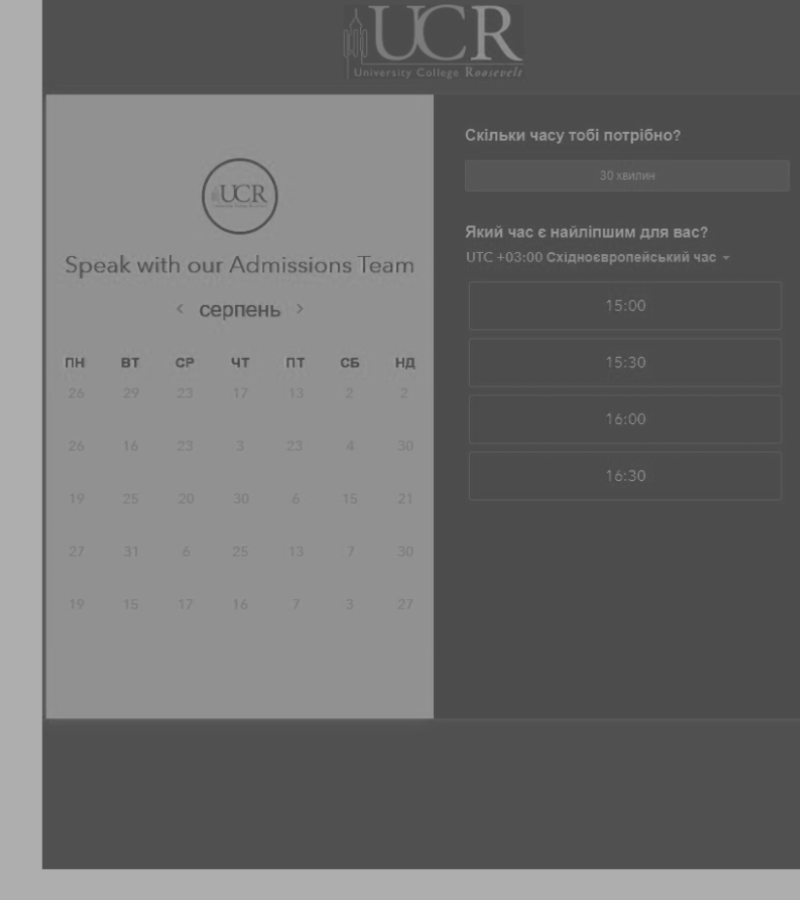 UCR
University College Roosevelt
UCR
Speak with our Admissions Team
< серпень >
ПН ВТ СР ЧТ ПТ СБ НД
26 29 23 17 13 2 2
26 16 23 3 23 4 30
19 25 20 30 6 15 21
27 31 6 25 13 7 30
19 15 17 16 7 3 27
Скільки часу тобі потрібно?
30 хвилин
Який час є найліпшим для вас?
UTC +03:00 Східноєвропейський час
15:00
15:30
16:00
16:30